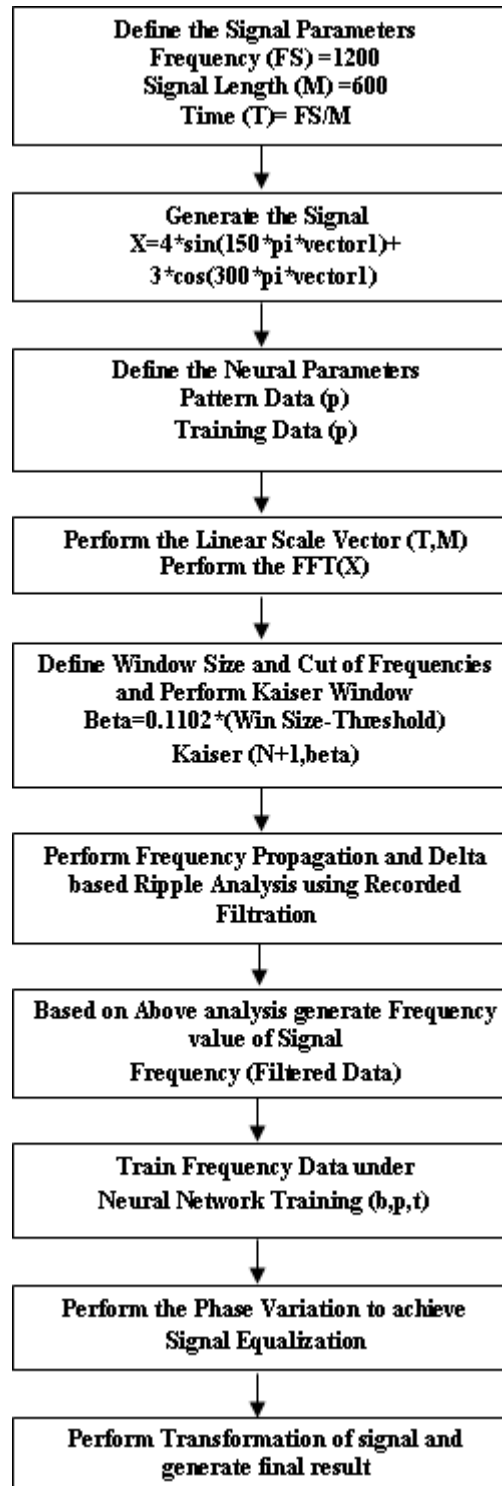 Define the Signal Parameters
Frequency (FS) =1200
Signal Length (M) =600
Time (T)= FS/M
Generate the Signal
X=4*sin(150*pi*vector1)+
3*cos(300*pi*vector1)
Define the Neural Parameters
Pattern Data (p)
Training Data (p)
Perform the Linear Scale Vector (T,M)
Perform the FFT(X)
Define Window Size and Cut of Frequencies
and Perform Kaiser Window
Beta=0.1102*(Win Size-Threshold)
Kaiser (N+1,beta)
Perform Frequency Propagation and Delta
based Ripple Analysis using Recorded
Filtration
Based on Above analysis generate Frequency
value of Signal
Frequency (Filtered Data)
Train Frequency Data under
Neural Network Training (b,p,t)
Perform the Phase Variation to achieve
Signal Equalization
Perform Transformation of signal and
generate final result